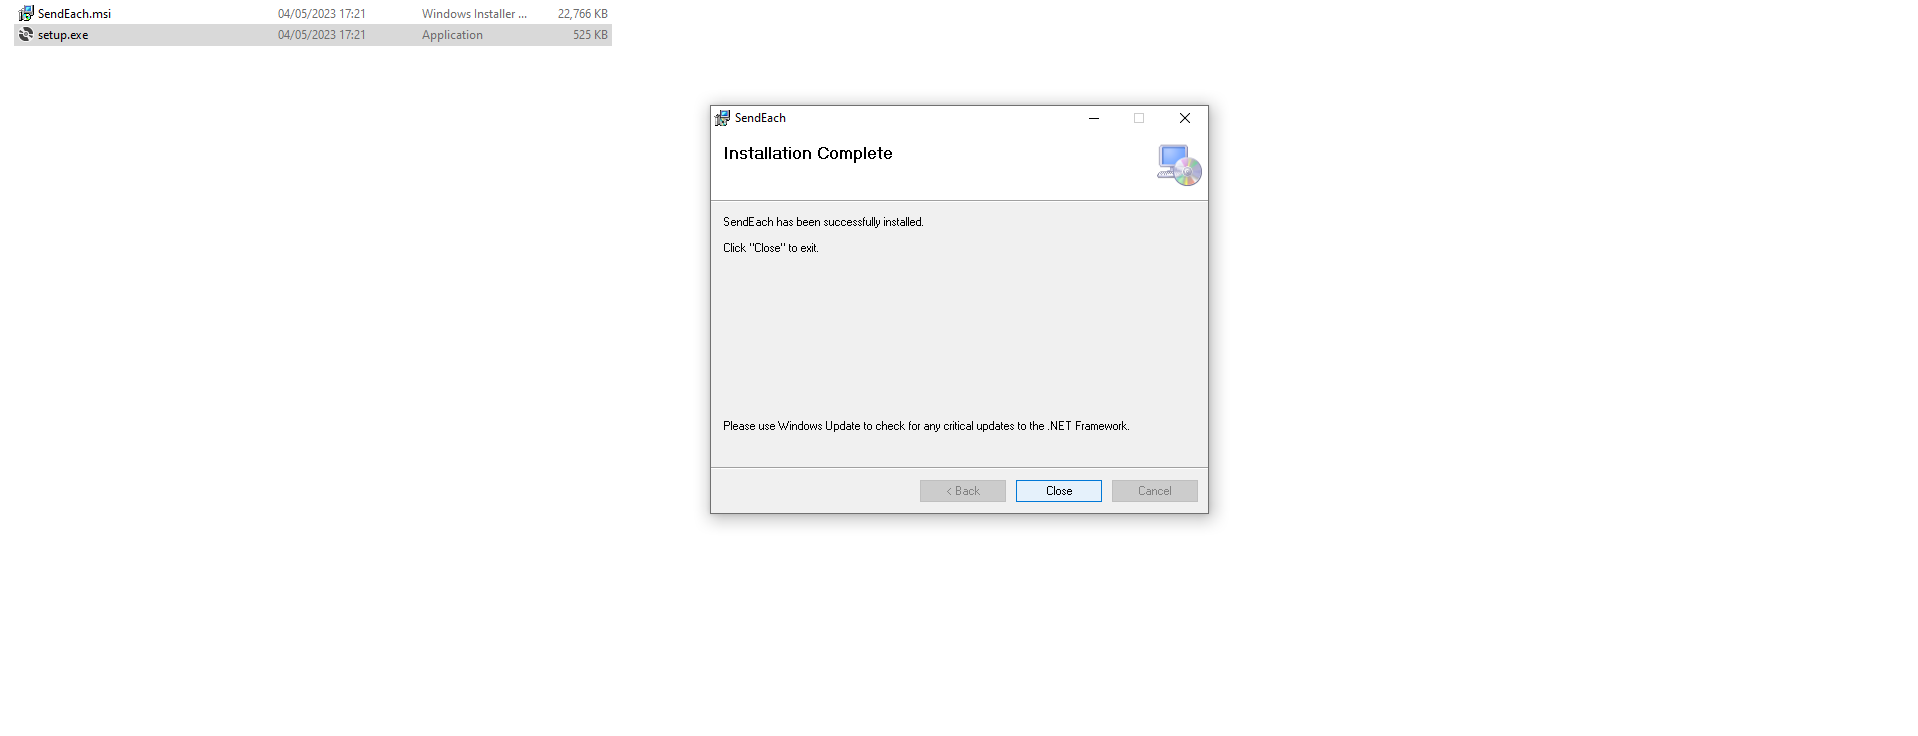 SendEach.msi 04/05/2023 17:21 Windows Installer ... 22,766 KB
setup.exe 04/05/2023 17:21 Application 525 KB
SendEach
Installation Complete
SendEach has been successfully installed.
Click "Close" to exit.
Please use Windows Update to check for any critical updates to the .NET Framework.
< Back Close Cancel